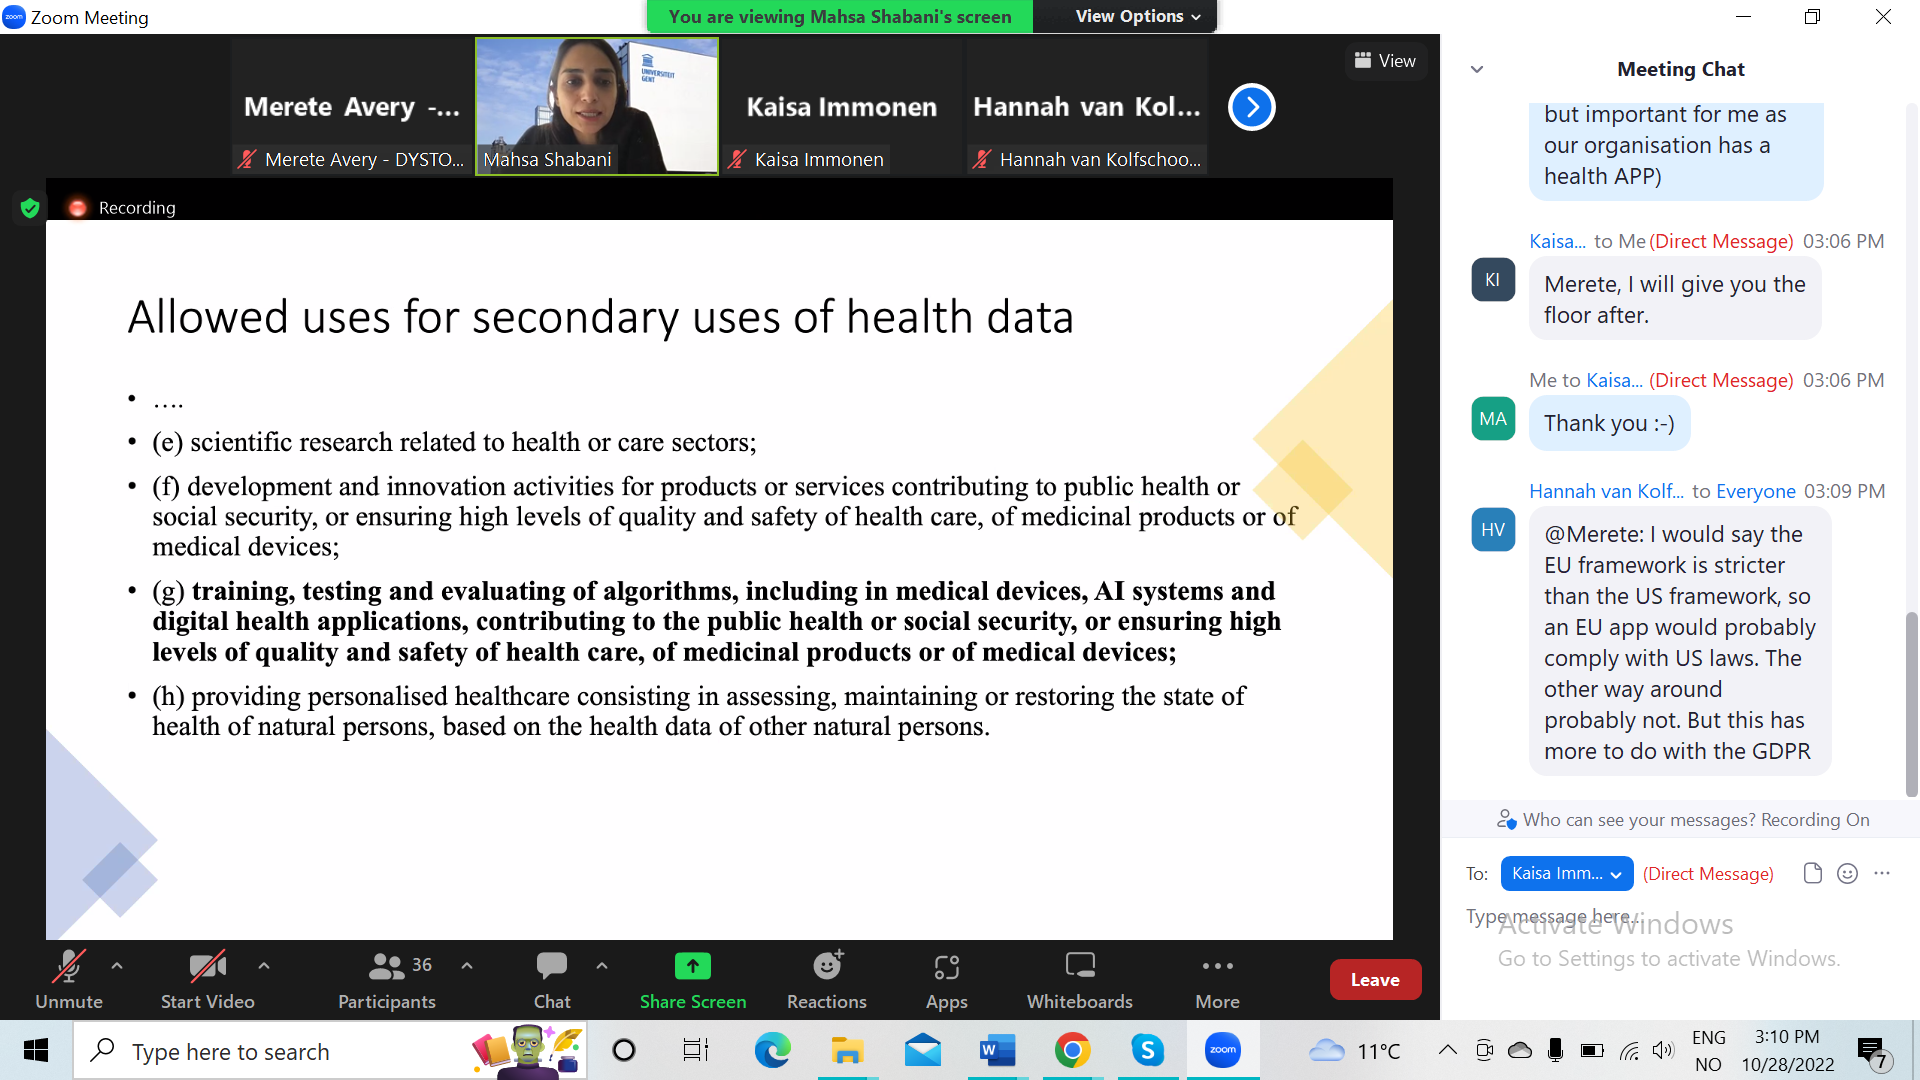 zoom Zoom Meeting
You are viewing Mahsa Shabani's screen
View Options
Merete Avery -...
Merete Avery - DYSTO...
UNIVERSITEIT
GENT
Mahsa Shabani
Kaisa Immonen
Kaisa Immonen
Hannah van Kol...
Hannah van Kolfschoo...
View
Recording
Allowed uses for secondary uses of health data
• ....
• (e) scientific research related to health or care sectors;
• (f) development and innovation activities for products or services contributing to public health or
social security, or ensuring high levels of quality and safety of health care, of medicinal products or of
medical devices;
• (g) training, testing and evaluating of algorithms, including in medical devices, AI systems and
digital health applications, contributing to the public health or social security, or ensuring high
levels of quality and safety of health care, of medicinal products or of medical devices;
• (h) providing personalised healthcare consisting in assessing, maintaining or restoring the state of
health of natural persons, based on the health data of other natural persons.
Meeting Chat
but important for me as
our organisation has a
health APP)
Kaisa... to Me (Direct Message) 03:06 PM
KI
Merete, I will give you the
floor after.
Me to Kaisa... (Direct Message) 03:06 PM
MA
Thank you :-)
Hannah van Kolf... to Everyone 03:09 PM
HV
@Merete: I would say the
EU framework is stricter
than the US framework, so
an EU app would probably
comply with US laws. The
other way around
probably not. But this has
more to do with the GDPR
Who can see your messages? Recording On
To: Kaisa Imm... (Direct Message)
Type message here...
Activate Windows
Go to Settings to activate Windows.
Unmute
Start Video
36
Participants
Chat
Share Screen
Reactions
Apps
Whiteboards
More
Leave
Type here to search
W
S
zoom
11°C
ENG
NO
3:10 PM
10/28/2022
7